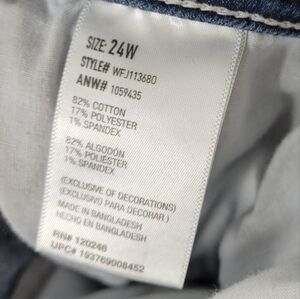 SIZE: 24W
STYLE# WFJ113680
ANW# 1059435
82% COTTON
17% POLYESTER
1% SPANDEX
82% ALGODÓN
17% POLIÉSTER
1% SPANDEX
(EXCLUSIVE OF DECORATIONS)
(EXCLUSIVO PARA DECORAR)
MADE IN BANGLADESH
HECHO EN BANGLADESH
RN# 120246
UPC# 193769008452